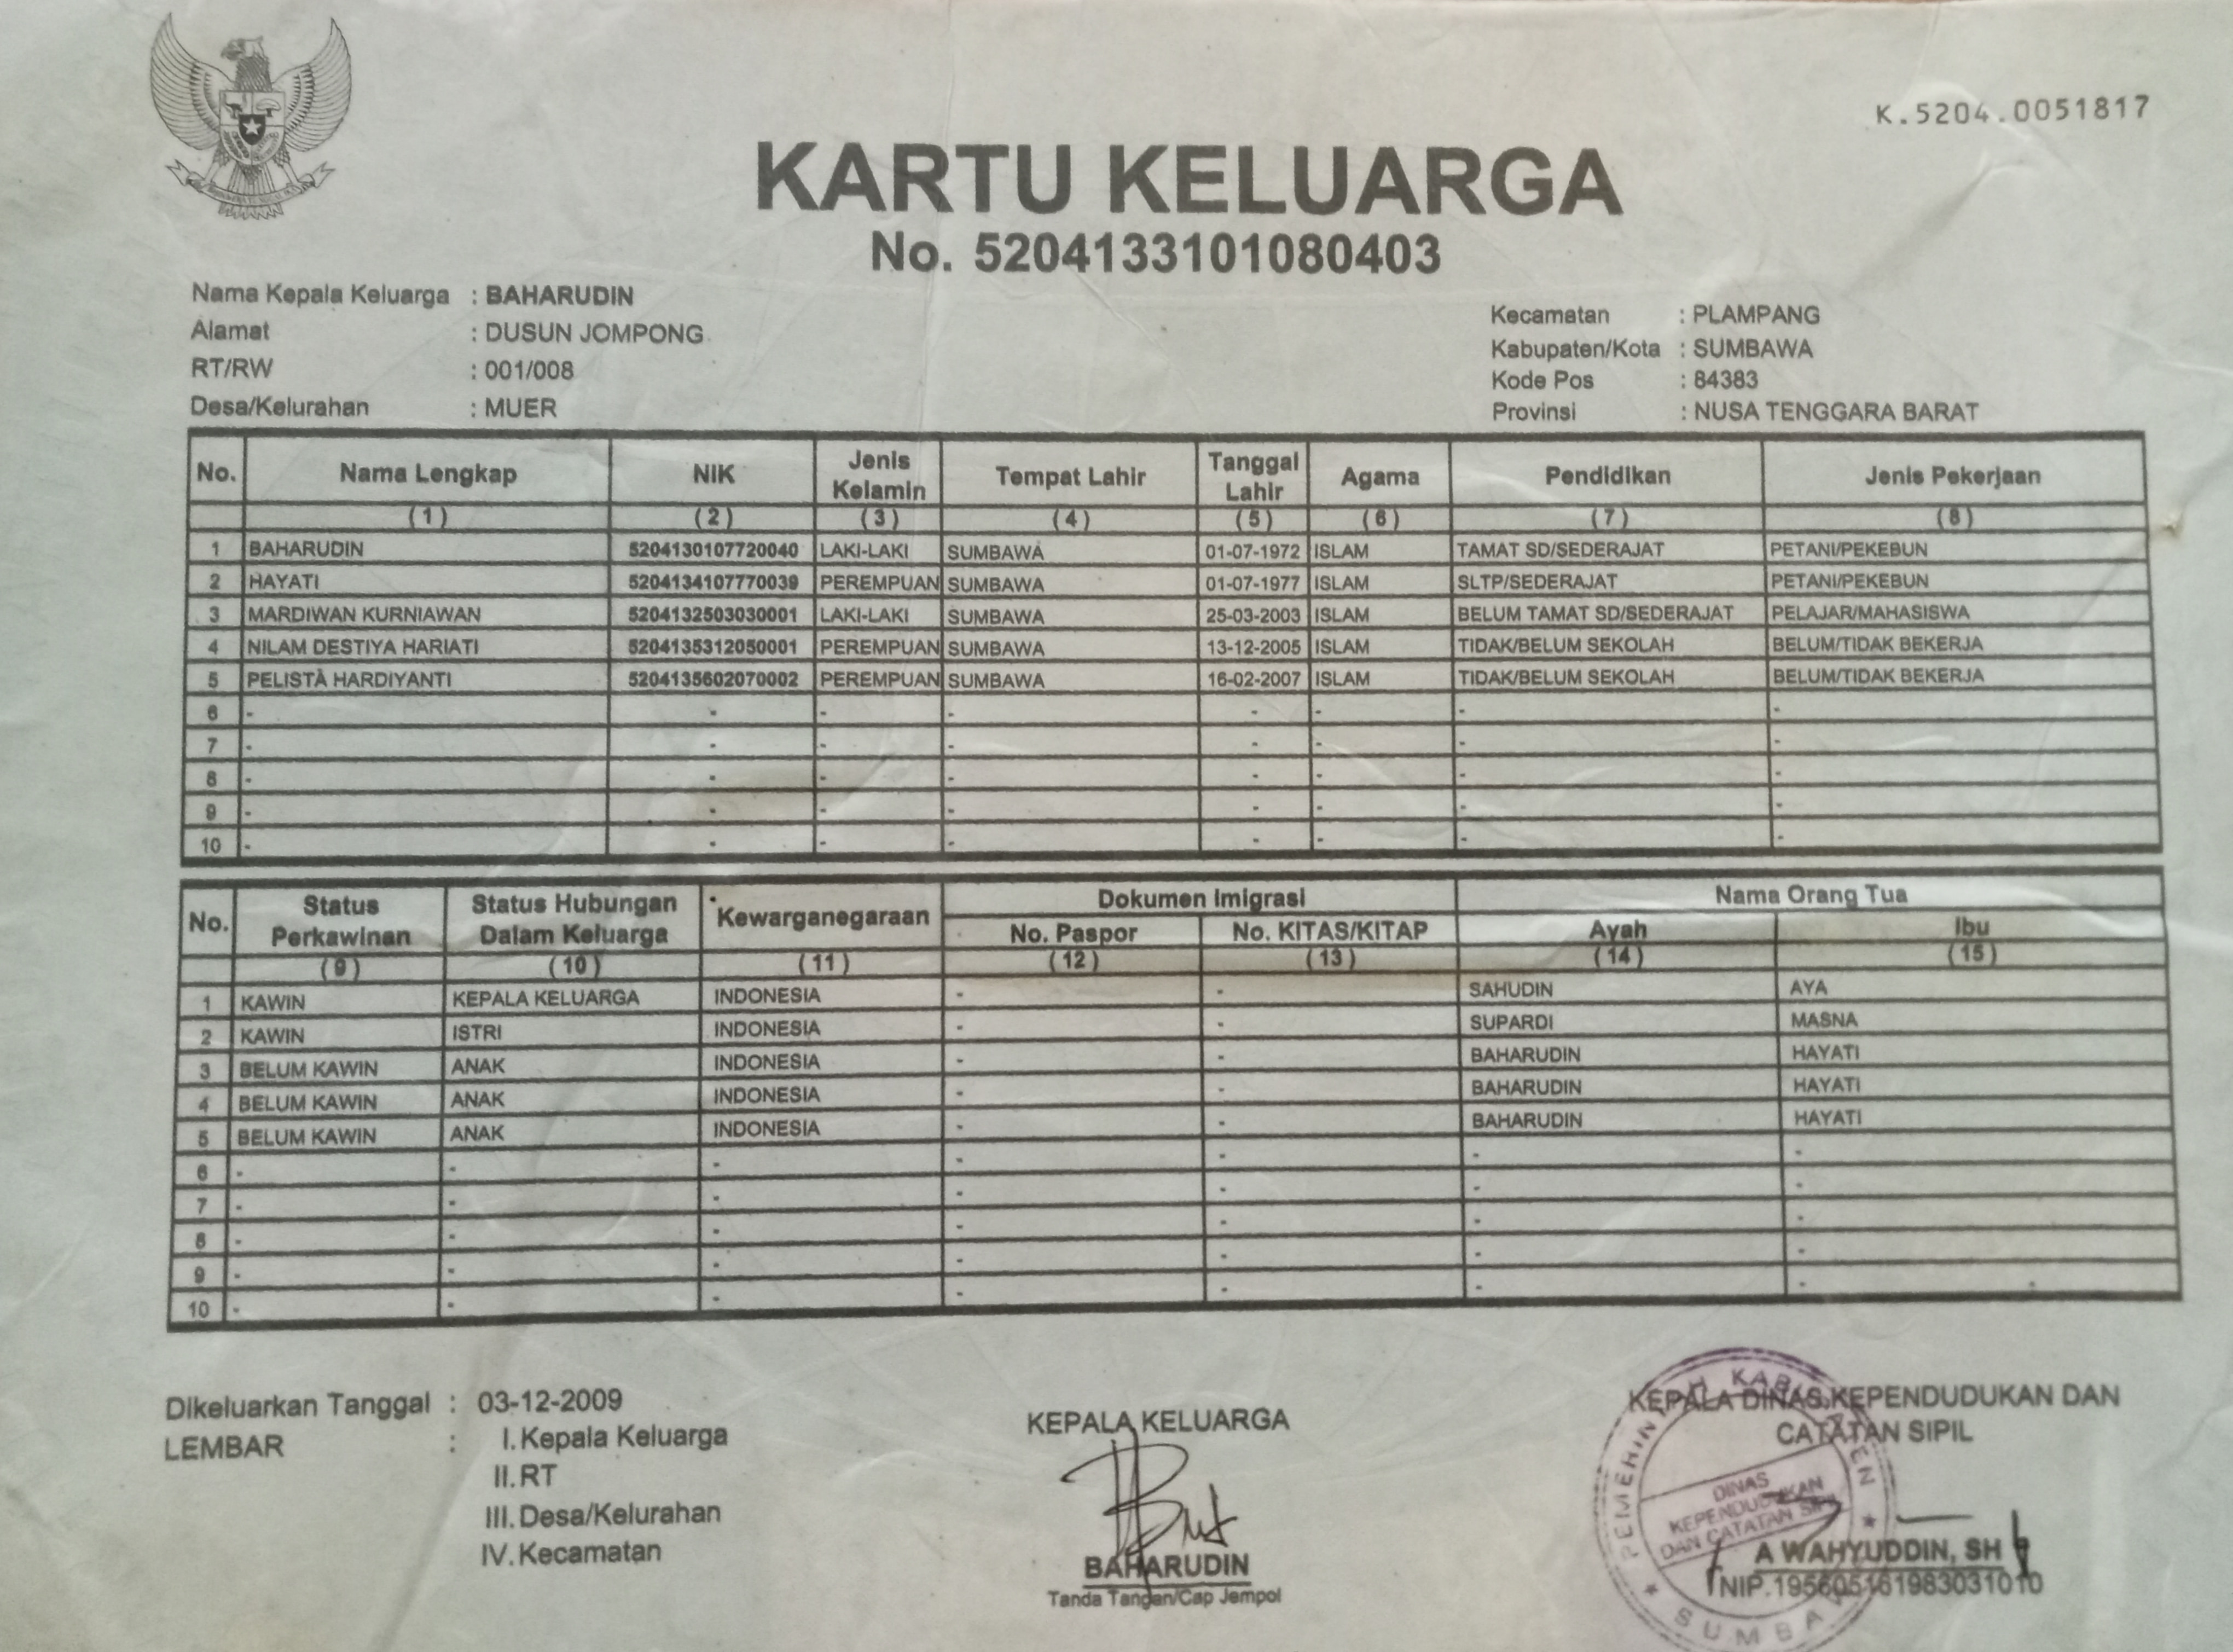 K.5204.0051817
KARTU KELUARGA
No. 5204133101080403
Nama Kepala Keluarga : BAHARUDIN
Alamat : DUSUN JOMPONG
RT/RW : 001/008
Desa/Kelurahan : MUER
Kecamatan : PLAMPANG
Kabupaten/Kota : SUMBAWA
Kode Pos : 84383
Provinsi : NUSA TENGGARA BARAT
No. Nama Lengkap NIK Jenis Kelamin Tempat Lahir Tanggal Lahir Agama Pendidikan Jenis Pekerjaan
(1) (2) (3) (4) (5) (6) (7) (8)
1 BAHARUDIN 5204130107720040 LAKI-LAKI SUMBAWA 01-07-1972 ISLAM TAMAT SD/SEDERAJAT PETANI/PEKEBUN
2 HAYATI 5204134107770039 PEREMPUAN SUMBAWA 01-07-1977 ISLAM SLTP/SEDERAJAT PETANI/PEKEBUN
3 MARDIWAN KURNIAWAN 5204132503030001 LAKI-LAKI SUMBAWA 25-03-2003 ISLAM BELUM TAMAT SD/SEDERAJAT PELAJAR/MAHASISWA
4 NILAM DESTIYA HARIATI 5204135312050001 PEREMPUAN SUMBAWA 13-12-2005 ISLAM TIDAK/BELUM SEKOLAH BELUM/TIDAK BEKERJA
5 PELISTA HARDIYANTI 5204135602070002 PEREMPUAN SUMBAWA 16-02-2007 ISLAM TIDAK/BELUM SEKOLAH BELUM/TIDAK BEKERJA
6 - - - - - - - -
7 - - - - - - - -
8 - - - - - - - -
9 - - - - - - - -
10 - - - - - - - -
No. Status Perkawinan Status Hubungan Dalam Keluarga Kewarganegaraan Dokumen Imigrasi Nama Orang Tua
No. Paspor No. KITAS/KITAP Ayah Ibu
(9) (10) (11) (12) (13) (14) (15)
1 KAWIN KEPALA KELUARGA INDONESIA - - SAHUDIN AYA
2 KAWIN ISTRI INDONESIA - - SUPARDI MASNA
3 BELUM KAWIN ANAK INDONESIA - - BAHARUDIN HAYATI
4 BELUM KAWIN ANAK INDONESIA - - BAHARUDIN HAYATI
5 BELUM KAWIN ANAK INDONESIA - - BAHARUDIN HAYATI
6 - - - - - - -
7 - - - - - - -
8 - - - - - - -
9 - - - - - - -
10 - - - - - - -
Dikeluarkan Tanggal : 03-12-2009
LEMBAR : I. Kepala Keluarga
II. RT
III. Desa/Kelurahan
IV. Kecamatan
KEPALA KELUARGA
BAHARUDIN
Tanda Tangan/Cap Jempol
KEPALA DINAS KEPENDUDUKAN DAN
CATATAN SIPIL
PEMERINTAH KABUPATEN
DINAS
KEPENDUDUKAN
DAN CATATAN SIPIL
SUMBAWA
A WAHYUDDIN, SH
NIP.195605161983031010